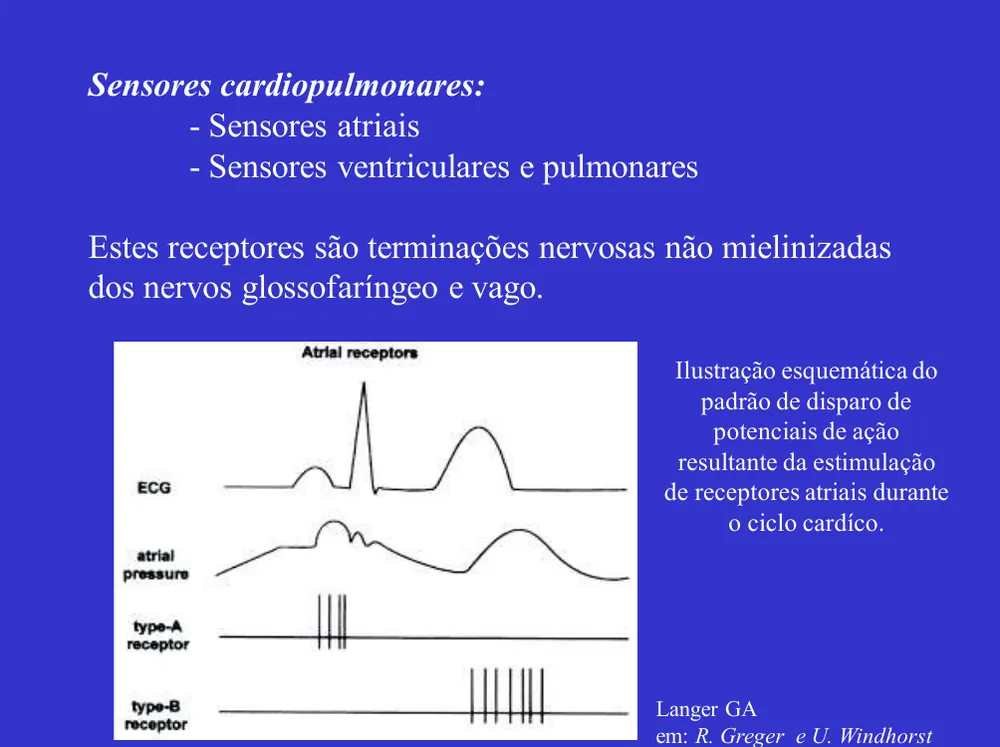 Sensores cardiopulmonares:
- Sensores atriais
- Sensores ventriculares e pulmonares
Estes receptores são terminações nervosas não mielinizadas
dos nervos glossofaríngeo e vago.
Atrial receptors
ECG
atrial
pressure
type-A
receptor
type-B
receptor
Ilustração esquemática do
padrão de disparo de
potenciais de ação
resultante da estimulação
de receptores atriais durante
o ciclo cardíco.
Langer GA
em: R. Greger e U. Windhorst